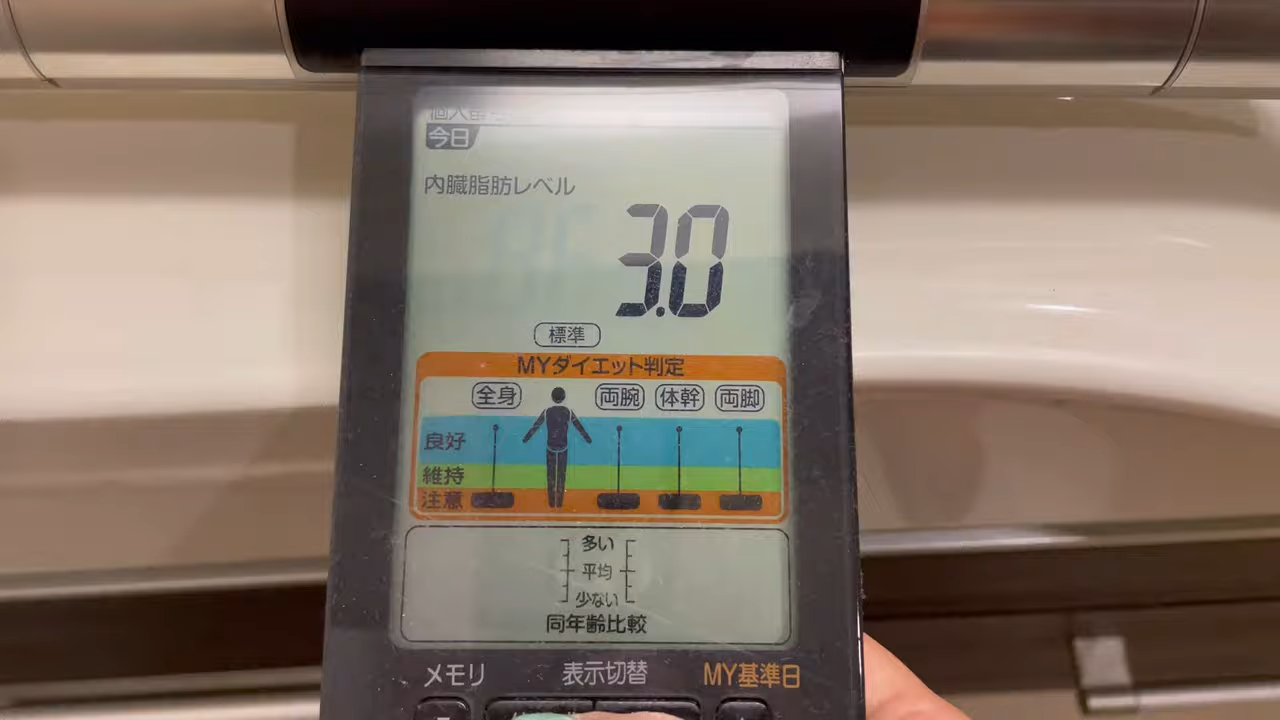 今日
内臓脂肪レベル
3.0
標準
MYダイエット判定
全身 両腕 体幹 両脚
良好
維持
注意
多い
平均
少ない
同年齢比較
メモリ 表示切替 MY基準日